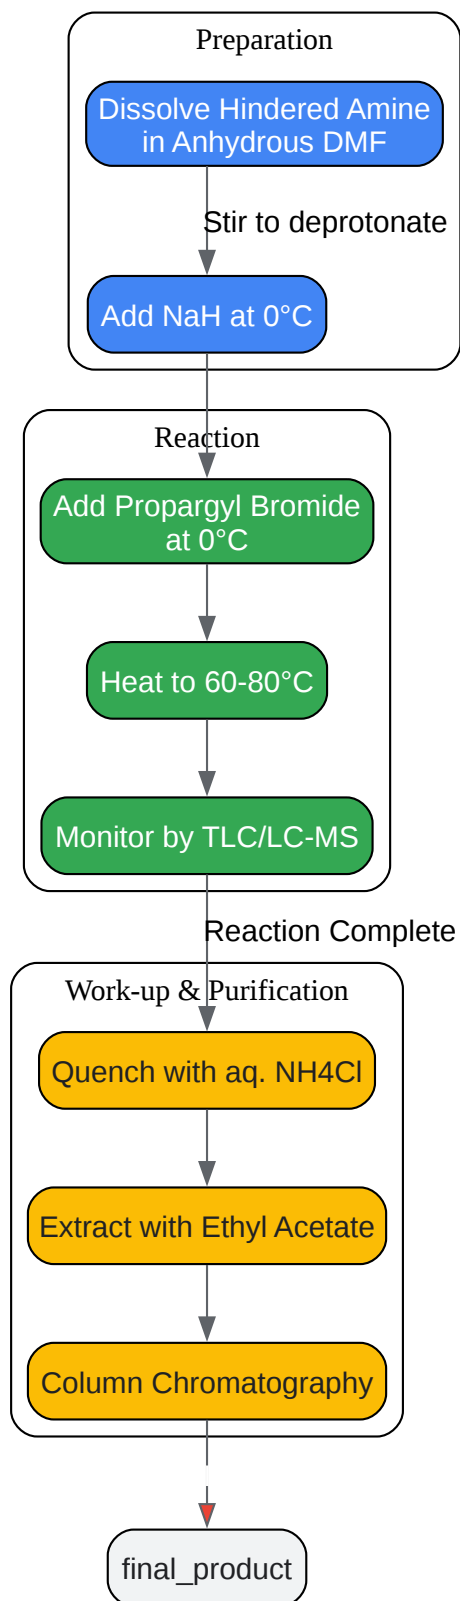 Preparation
Dissolve Hindered Amine
in Anhydrous DMF
Stir to deprotonate
Add NaH at 0°C
Reaction
Add Propargyl Bromide
at 0°C
Heat to 60-80°C
Monitor by TLC/LC-MS
Reaction Complete
Work-up & Purification
Quench with aq. NH4Cl
Extract with Ethyl Acetate
Column Chromatography
final_product